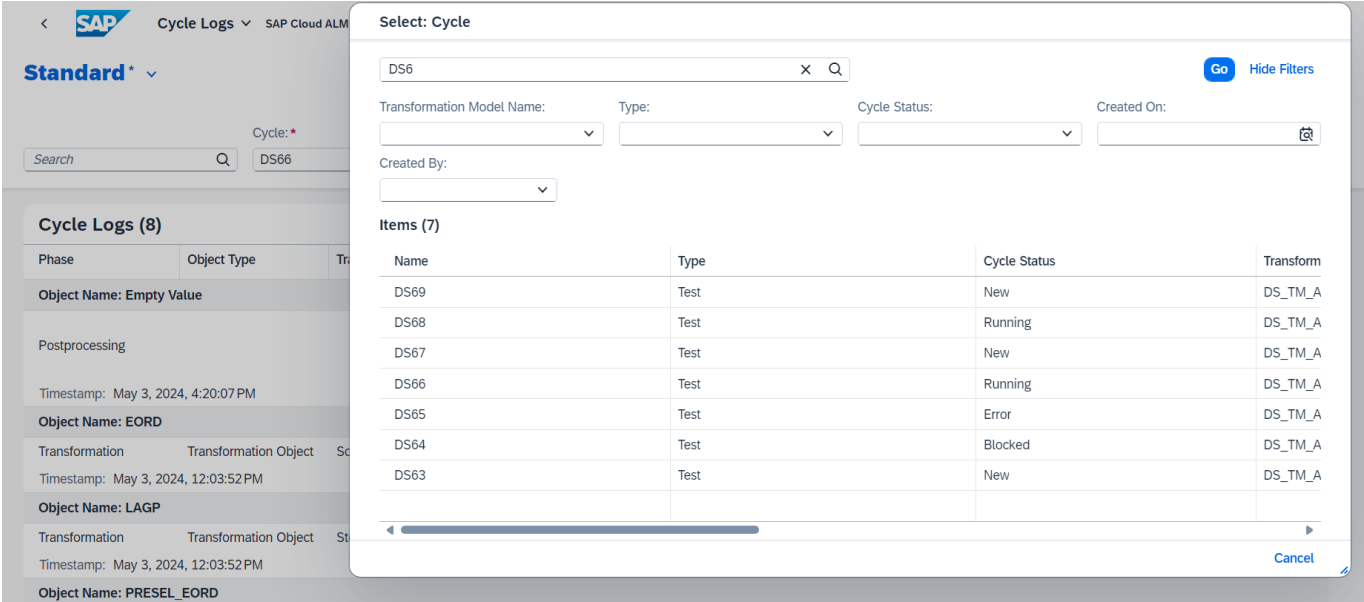 SAP Cycle Logs SAP Cloud ALM
Standard*
Cycle:*
Search DS66
Cycle Logs (8)
Phase Object Type
Object Name: Empty Value
Postprocessing
Timestamp: May 3, 2024, 4:20:07 PM
Object Name: EORD
Transformation Transformation Object
Timestamp: May 3, 2024, 12:03:52 PM
Object Name: LAGP
Transformation Transformation Object
Timestamp: May 3, 2024, 12:03:52 PM
Object Name: PRESEL_EORD
Select: Cycle
DS6 Go Hide Filters
Transformation Model Name: Type: Cycle Status: Created On:
Created By:
Items (7)
Name Type Cycle Status Transform
DS69 Test New DS_TM_A
DS68 Test Running DS_TM_A
DS67 Test New DS_TM_A
DS66 Test Running DS_TM_A
DS65 Test Error DS_TM_A
DS64 Test Blocked DS_TM_A
DS63 Test New DS_TM_A
Cancel